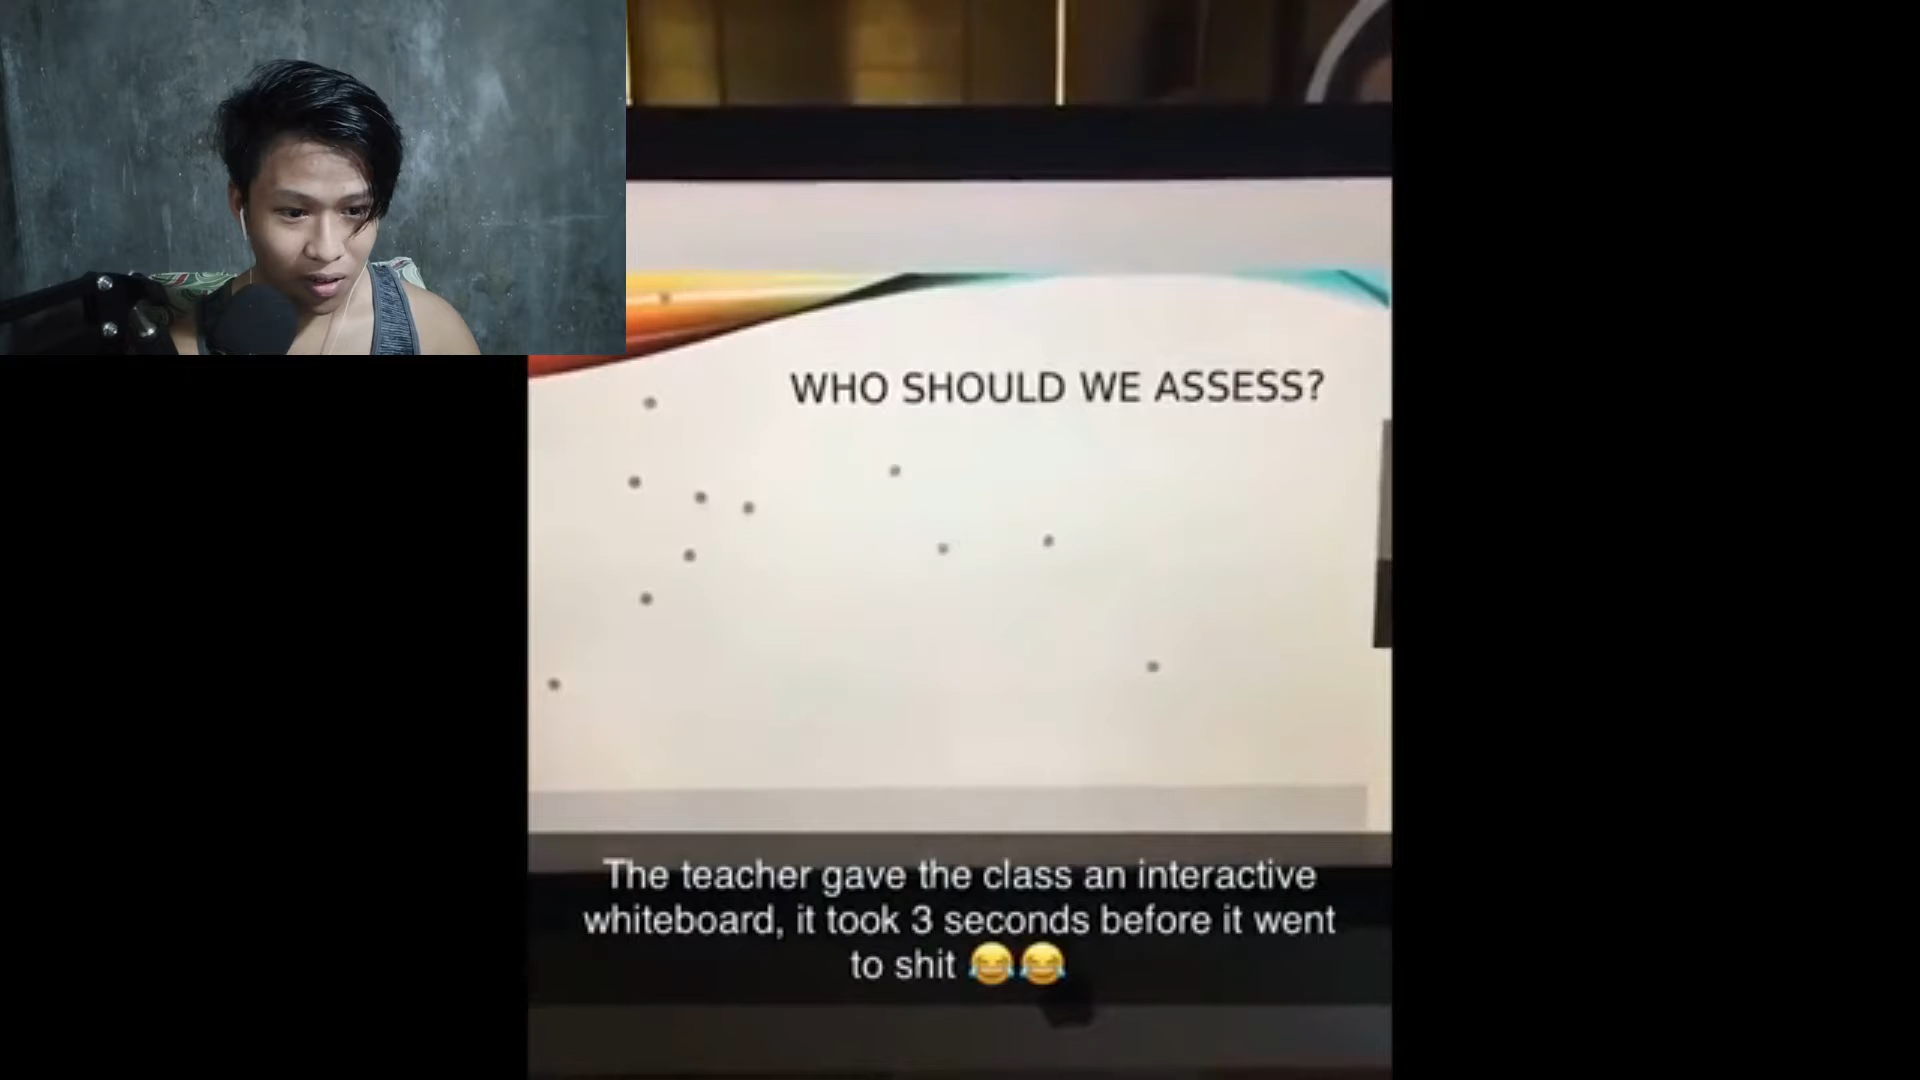 WHO SHOULD WE ASSESS?
The teacher gave the class an interactive
whiteboard, it took 3 seconds before it went
to shit 😂😂